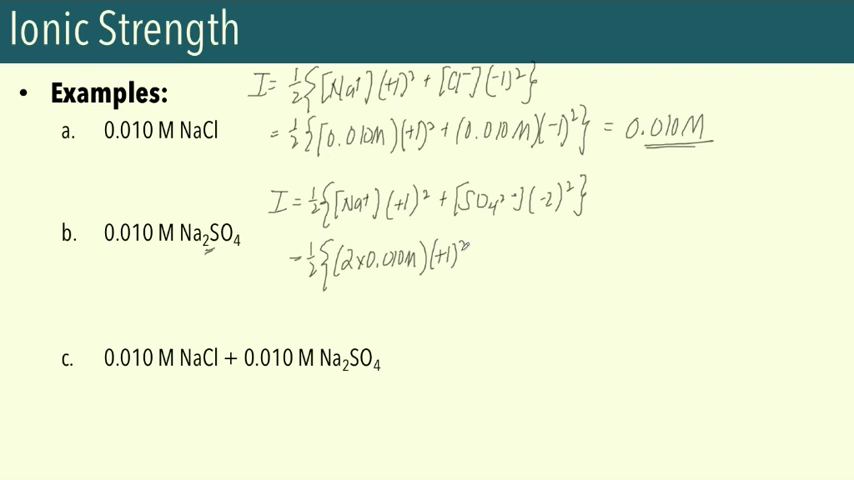 Ionic Strength
• Examples:
I = ½{[Na⁺](+1)² + [Cl⁻](-1)²}
a. 0.010 M NaCl
= ½{[0.010M)(+1)² + (0.010M)(-1)²} = 0.010M
I = ½{[Na⁺](+1)² + [SO₄²⁻](-2)²}
b. 0.010 M Na₂SO₄
= ½{(2×0.010M)(+1)²
c. 0.010 M NaCl + 0.010 M Na₂SO₄